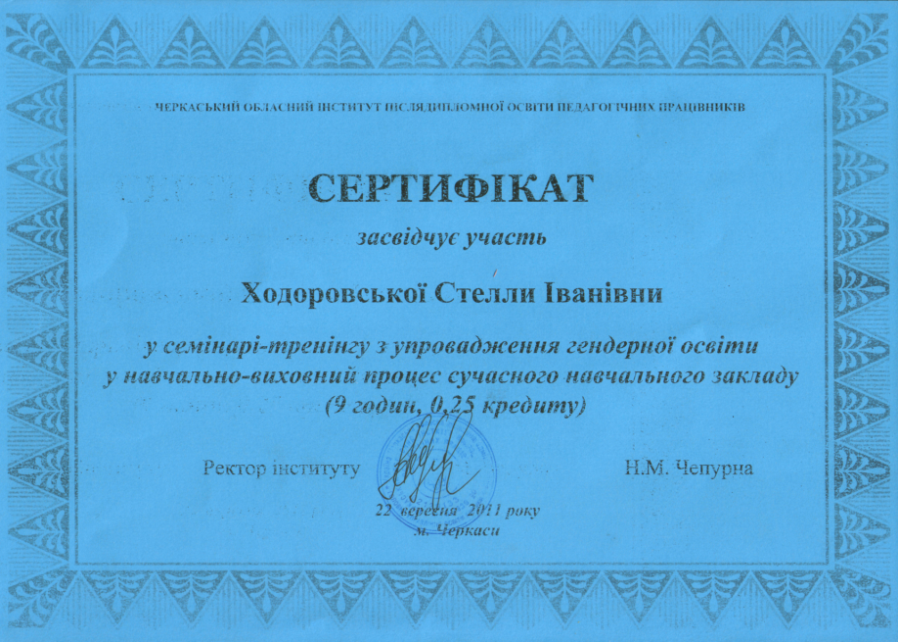 ЧЕРКАСЬКИЙ ОБЛАСНИЙ ІНСТИТУТ ПІСЛЯДИПЛОМНОЇ ОСВІТИ ПЕДАГОГІЧНИХ ПРАЦІВНИКІВ
СЕРТИФІКАТ
засвідчує участь
Ходоровської Стелли Іванівни
у семінарі-тренінгу з упровадження гендерної освіти
у навчально-виховний процес сучасного навчального закладу
(9 годин, 0,25 кредиту)
Ректор інституту Н.М. Чепурна
22 вересня 2011 року
м. Черкаси